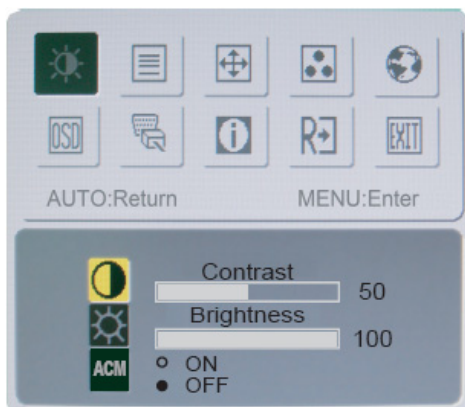 OSD
i
R
EXIT
AUTO:Return MENU:Enter
Contrast
50
Brightness
100
ACM
ON
OFF